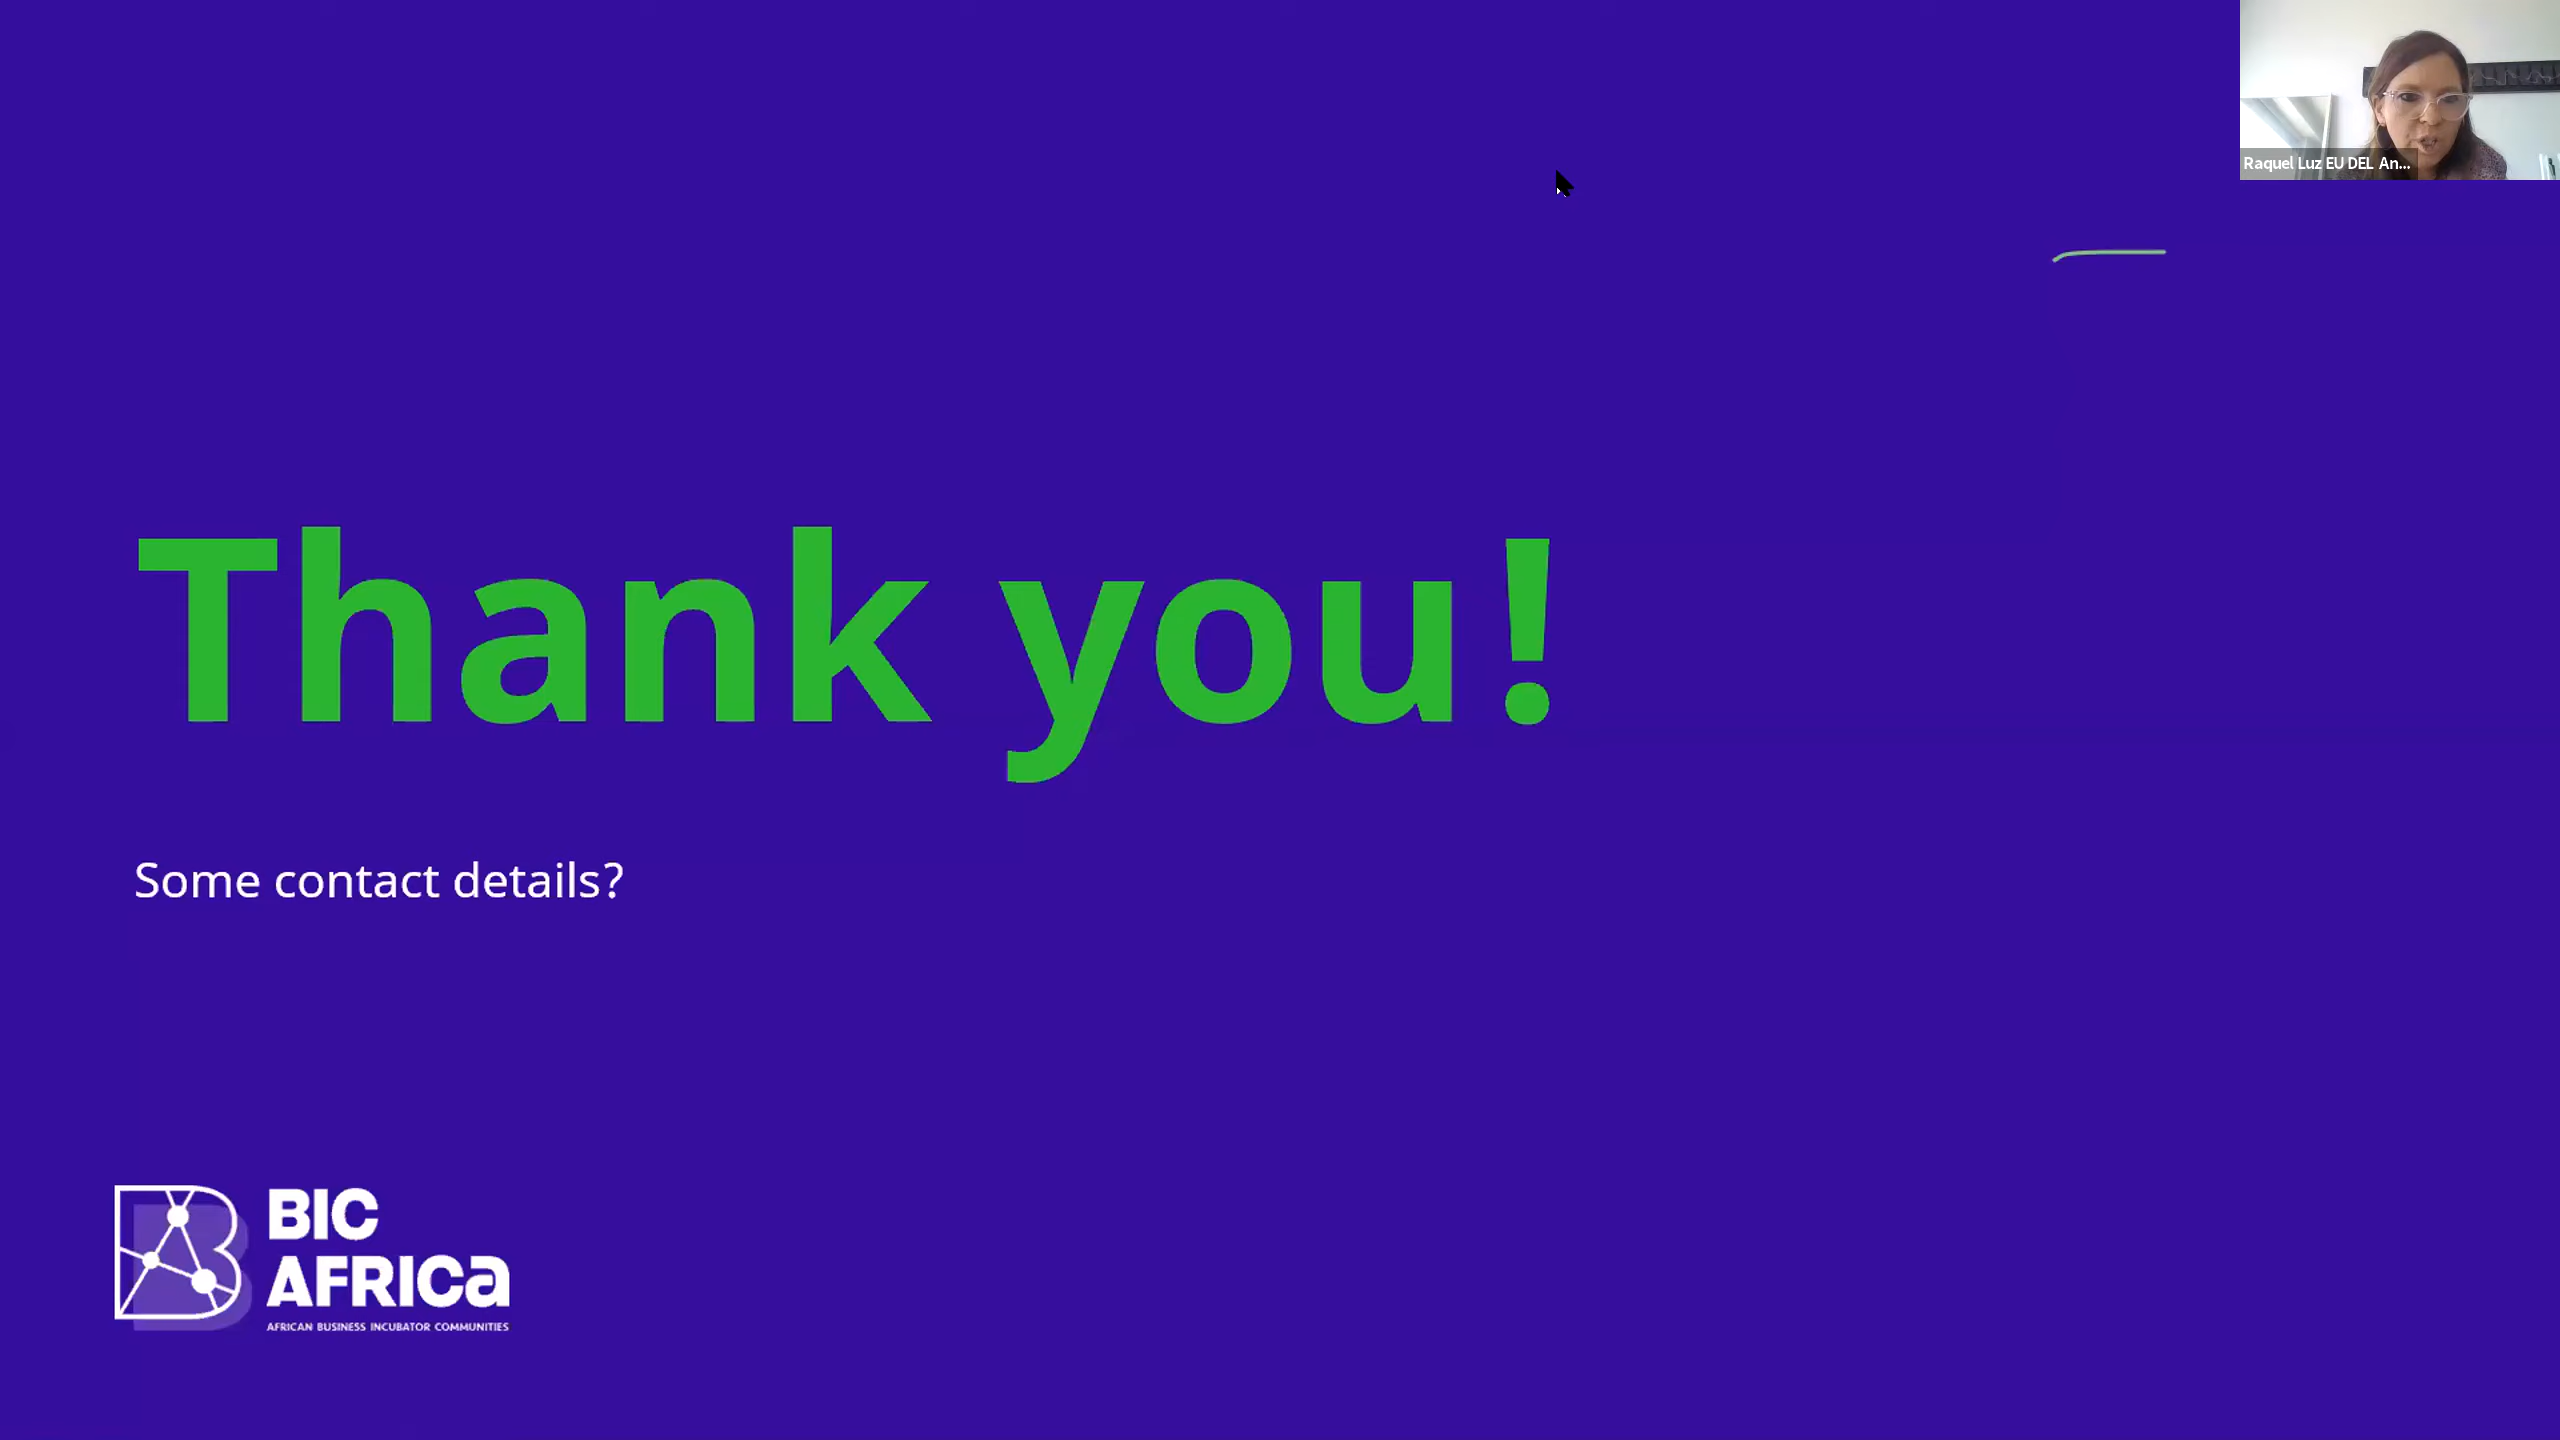 Raquel Luz EU DEL An...
Thank you!
Some contact details?
BIC
AFRICa
AFRICAN BUSINESS INCUBATOR COMMUNITIES